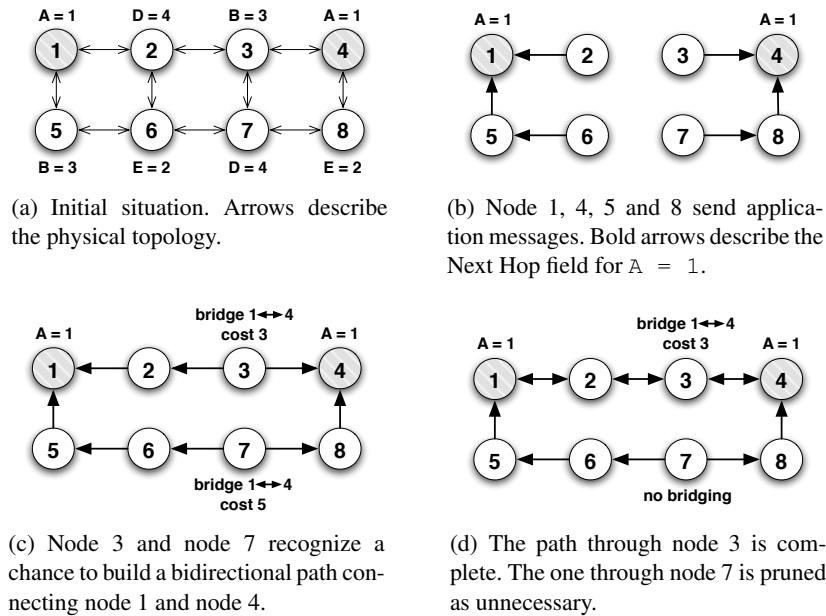 A = 1 D = 4 B = 3 A = 1
1 2 3 4
5 6 7 8
B = 3 E = 2 D = 4 E = 2
(a) Initial situation. Arrows describe
the physical topology.
A = 1 A = 1
1 2 3 4
5 6 7 8
(b) Node 1, 4, 5 and 8 send applica-
tion messages. Bold arrows describe the
Next Hop field for A = 1.
bridge 1↔4
A = 1 cost 3 A = 1
1 2 3 4
5 6 7 8
bridge 1↔4
cost 5
(c) Node 3 and node 7 recognize a
chance to build a bidirectional path con-
necting node 1 and node 4.
bridge 1↔4
A = 1 cost 3 A = 1
1 2 3 4
5 6 7 8
no bridging
(d) The path through node 3 is com-
plete. The one through node 7 is pruned
as unnecessary.